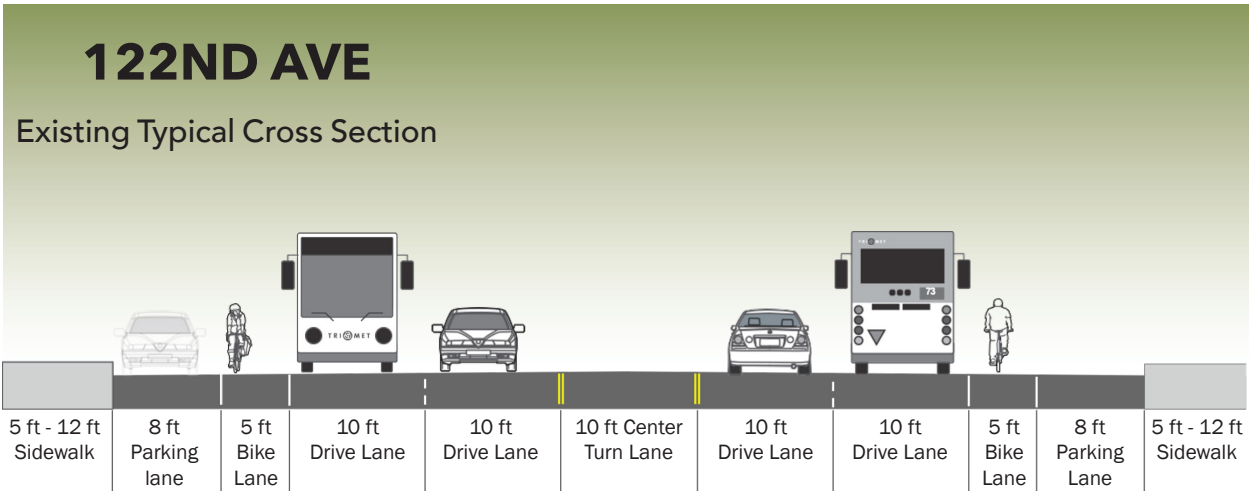 122ND AVE
Existing Typical Cross Section
TRIMET
73
TRIMET
5 ft - 12 ft
Sidewalk
8 ft
Parking
lane
5 ft
Bike
Lane
10 ft
Drive Lane
10 ft
Drive Lane
10 ft Center
Turn Lane
10 ft
Drive Lane
10 ft
Drive Lane
5 ft
Bike
Lane
8 ft
Parking
Lane
5 ft - 12 ft
Sidewalk